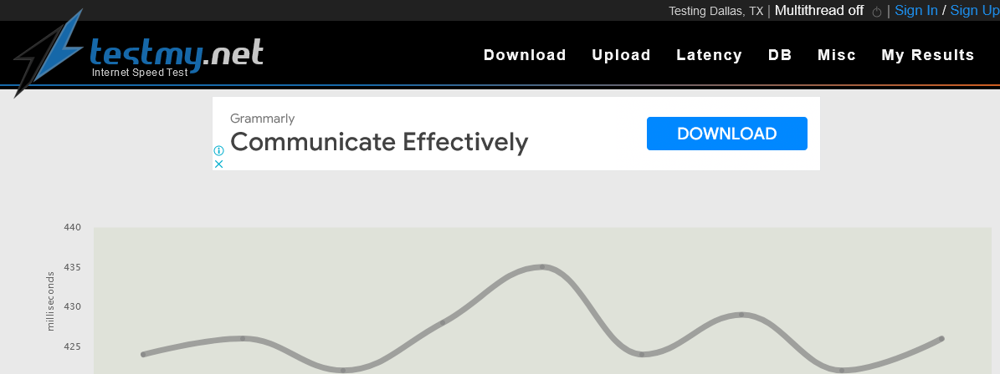 Testing Dallas, TX | Multithread off | Sign In / Sign Up
testmy.net
Internet Speed Test
Download Upload Latency DB Misc My Results
Grammarly
Communicate Effectively
DOWNLOAD
440
435
milliseconds
430
425